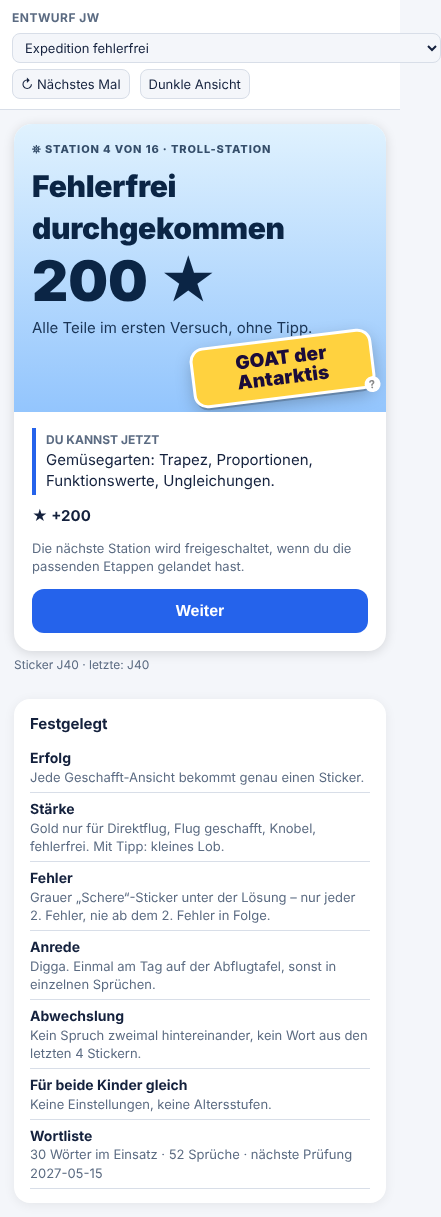 ENTWURF JW
Expedition fehlerfrei
↻ Nächstes Mal
Dunkle Ansicht
❄ STATION 4 VON 16 · TROLL-STATION
Fehlerfrei
durchgekommen
200 ★
Alle Teile im ersten Versuch, ohne Tipp.
GOAT der
Antarktis
?
DU KANNST JETZT
Gemüsegarten: Trapez, Proportionen,
Funktionswerte, Ungleichungen.
★ +200
Die nächste Station wird freigeschaltet, wenn du die
passenden Etappen gelandet hast.
Weiter
Sticker J40 · letzte: J40
Festgelegt
Erfolg
Jede Geschafft-Ansicht bekommt genau einen Sticker.
Stärke
Gold nur für Direktflug, Flug geschafft, Knobel,
fehlerfrei. Mit Tipp: kleines Lob.
Fehler
Grauer „Schere“-Sticker unter der Lösung – nur jeder
2. Fehler, nie ab dem 2. Fehler in Folge.
Anrede
Digga. Einmal am Tag auf der Abflugtafel, sonst in
einzelnen Sprüchen.
Abwechslung
Kein Spruch zweimal hintereinander, kein Wort aus den
letzten 4 Stickern.
Für beide Kinder gleich
Keine Einstellungen, keine Altersstufen.
Wortliste
30 Wörter im Einsatz · 52 Sprüche · nächste Prüfung
2027-05-15